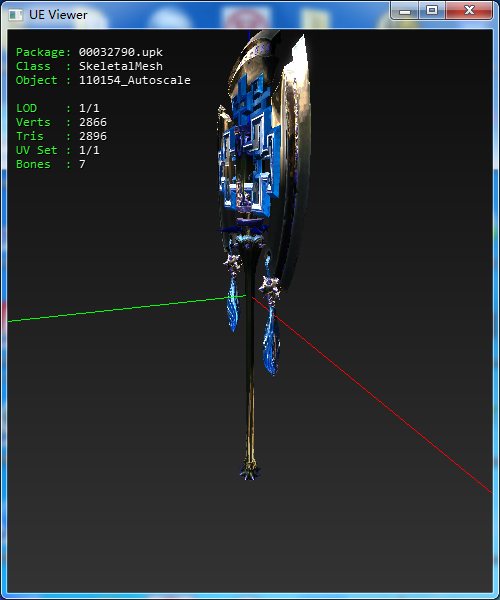 UE Viewer
Package: 00032790.upk
Class : SkeletalMesh
Object : 110154_Autoscale
LOD : 1/1
Verts : 2866
Tris : 2896
UV Set : 1/1
Bones : 7